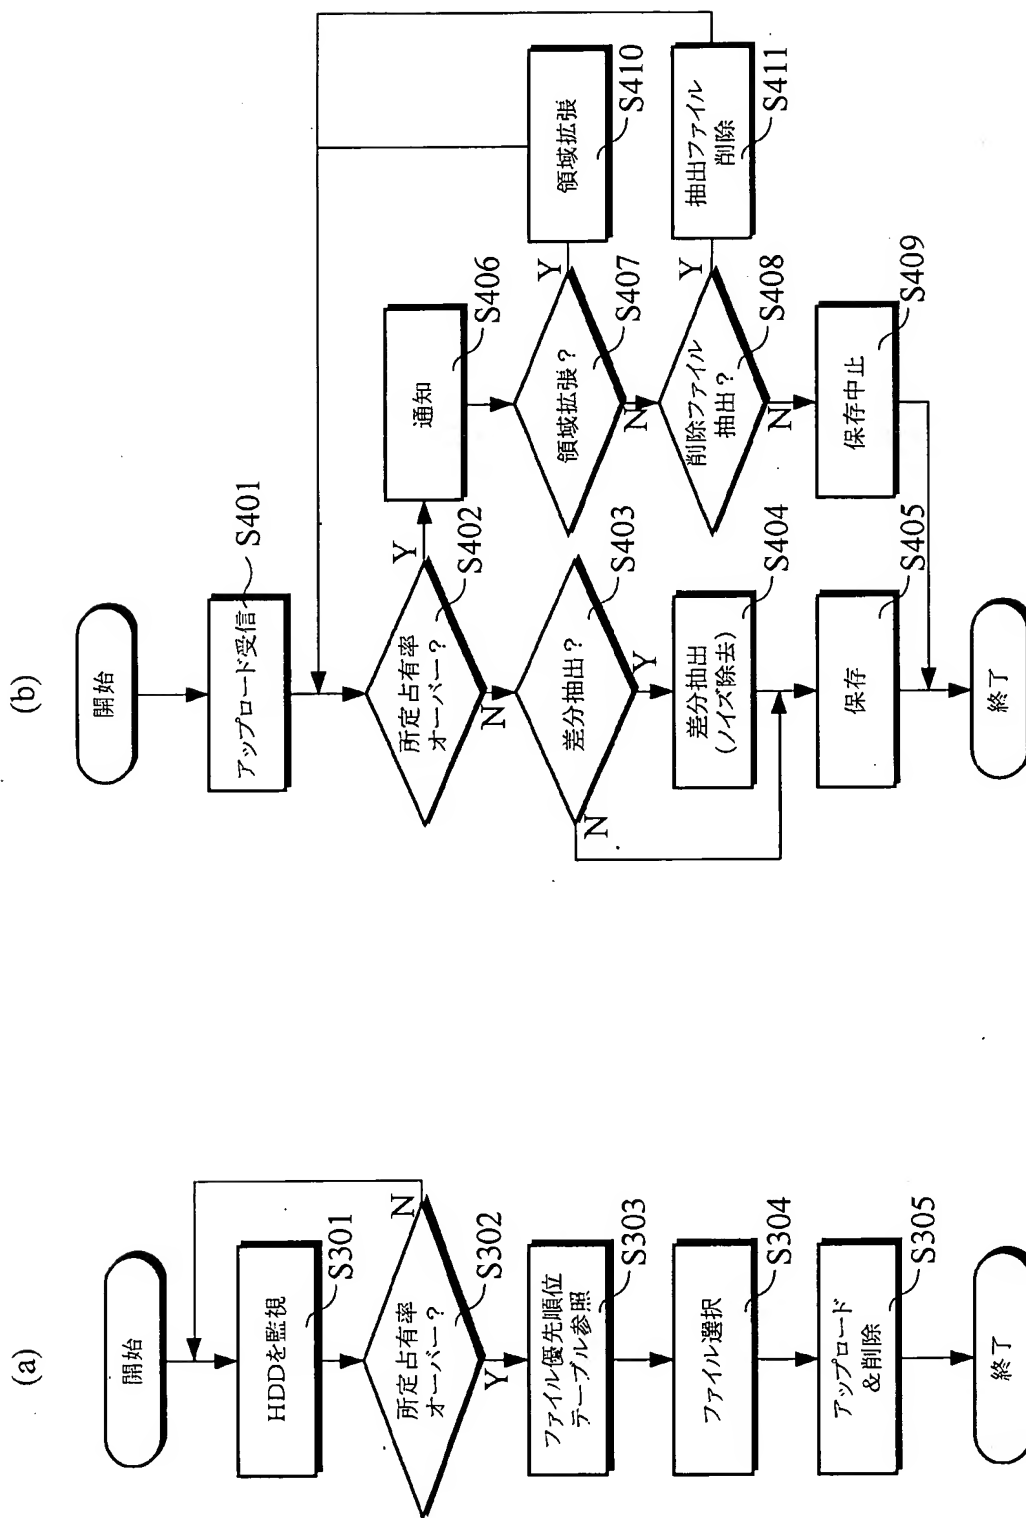 (a)
開始
HDDを監視
S301
所定占有率
オーバー?
S302
N
Y
ファイル優先順位
テーブル参照
S303
ファイル選択
S304
アップロード
&削除
S305
終了
(b)
開始
アップロード受信
S401
所定占有率
オーバー?
S402
Y
N
差分抽出?
S403
Y
N
差分抽出
(ノイズ除去)
S404
保存
S405
終了
通知
S406
領域拡張?
S407
Y
N
削除ファイル
抽出?
S408
Y
N
保存中止
S409
領域拡張
S410
抽出ファイル
削除
S411